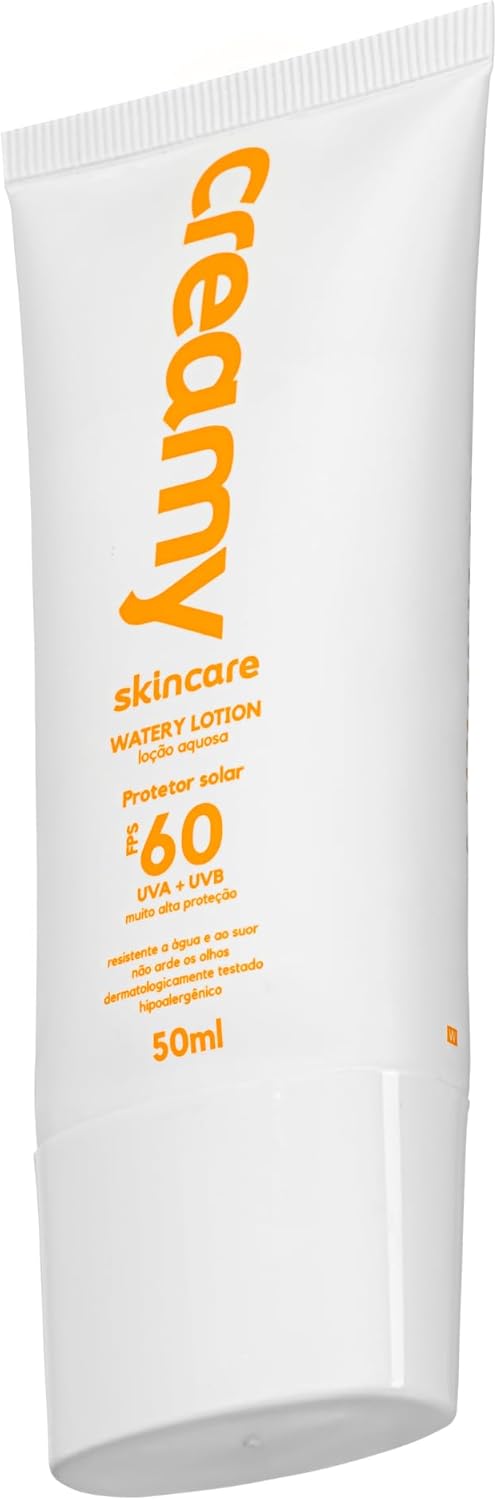 creamy
skincare
WATERY LOTION
loção aquosa
Protetor solar
FPS 60
UVA + UVB
muito alta proteção
resistente a água e ao suor
não arde os olhos
dermatologicamente testado
hipoalergênico
50ml
W